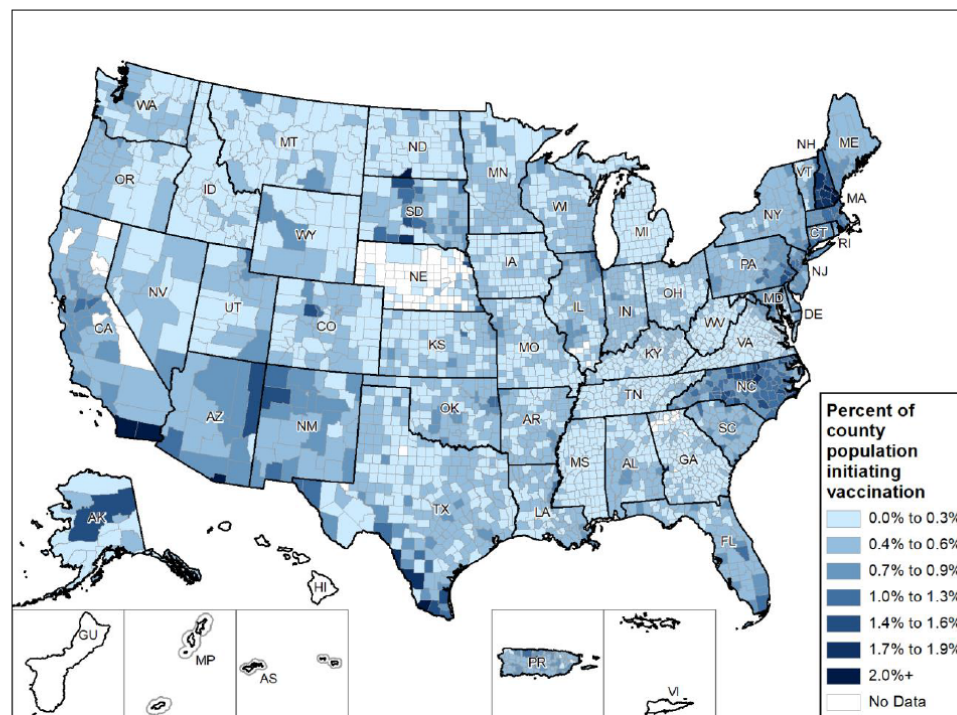 WA
MT
ND
MN
OR
ID
SD
WI
WY
MI
NH
VT
ME
MA
NY
CT
RI
NJ
PA
IA
NE
NV
UT
CO
CA
IL
IN
OH
MD
DE
WV
VA
KS
MO
KY
NC
TN
OK
AR
SC
AZ
NM
MS
AL
GA
TX
LA
FL
AK
HI
GU
MP
AS
PR
VI
Percent of
county
population
initiating
vaccination
0.0% to 0.3%
0.4% to 0.6%
0.7% to 0.9%
1.0% to 1.3%
1.4% to 1.6%
1.7% to 1.9%
2.0%+
No Data